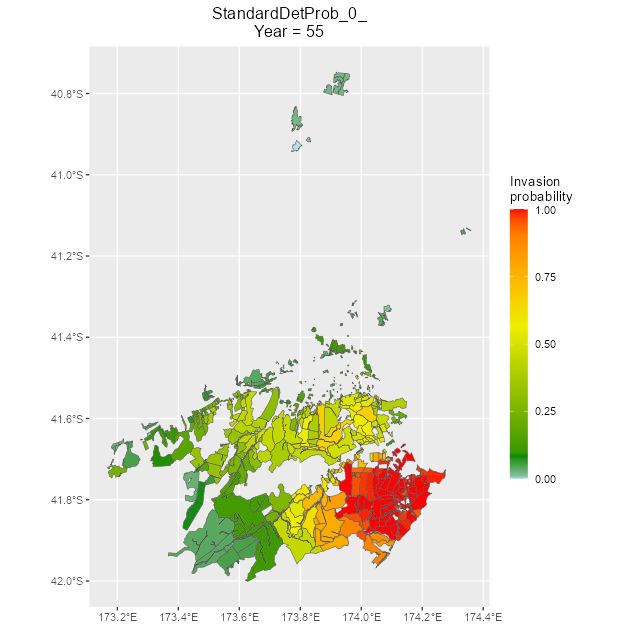 StandardDetProb_0_
Year = 55
40.8°S
41.0°S
41.2°S
41.4°S
41.6°S
41.8°S
42.0°S
173.2°E 173.4°E 173.6°E 173.8°E 174.0°E 174.2°E 174.4°E
Invasion
probability
1.00
0.75
0.50
0.25
0.00